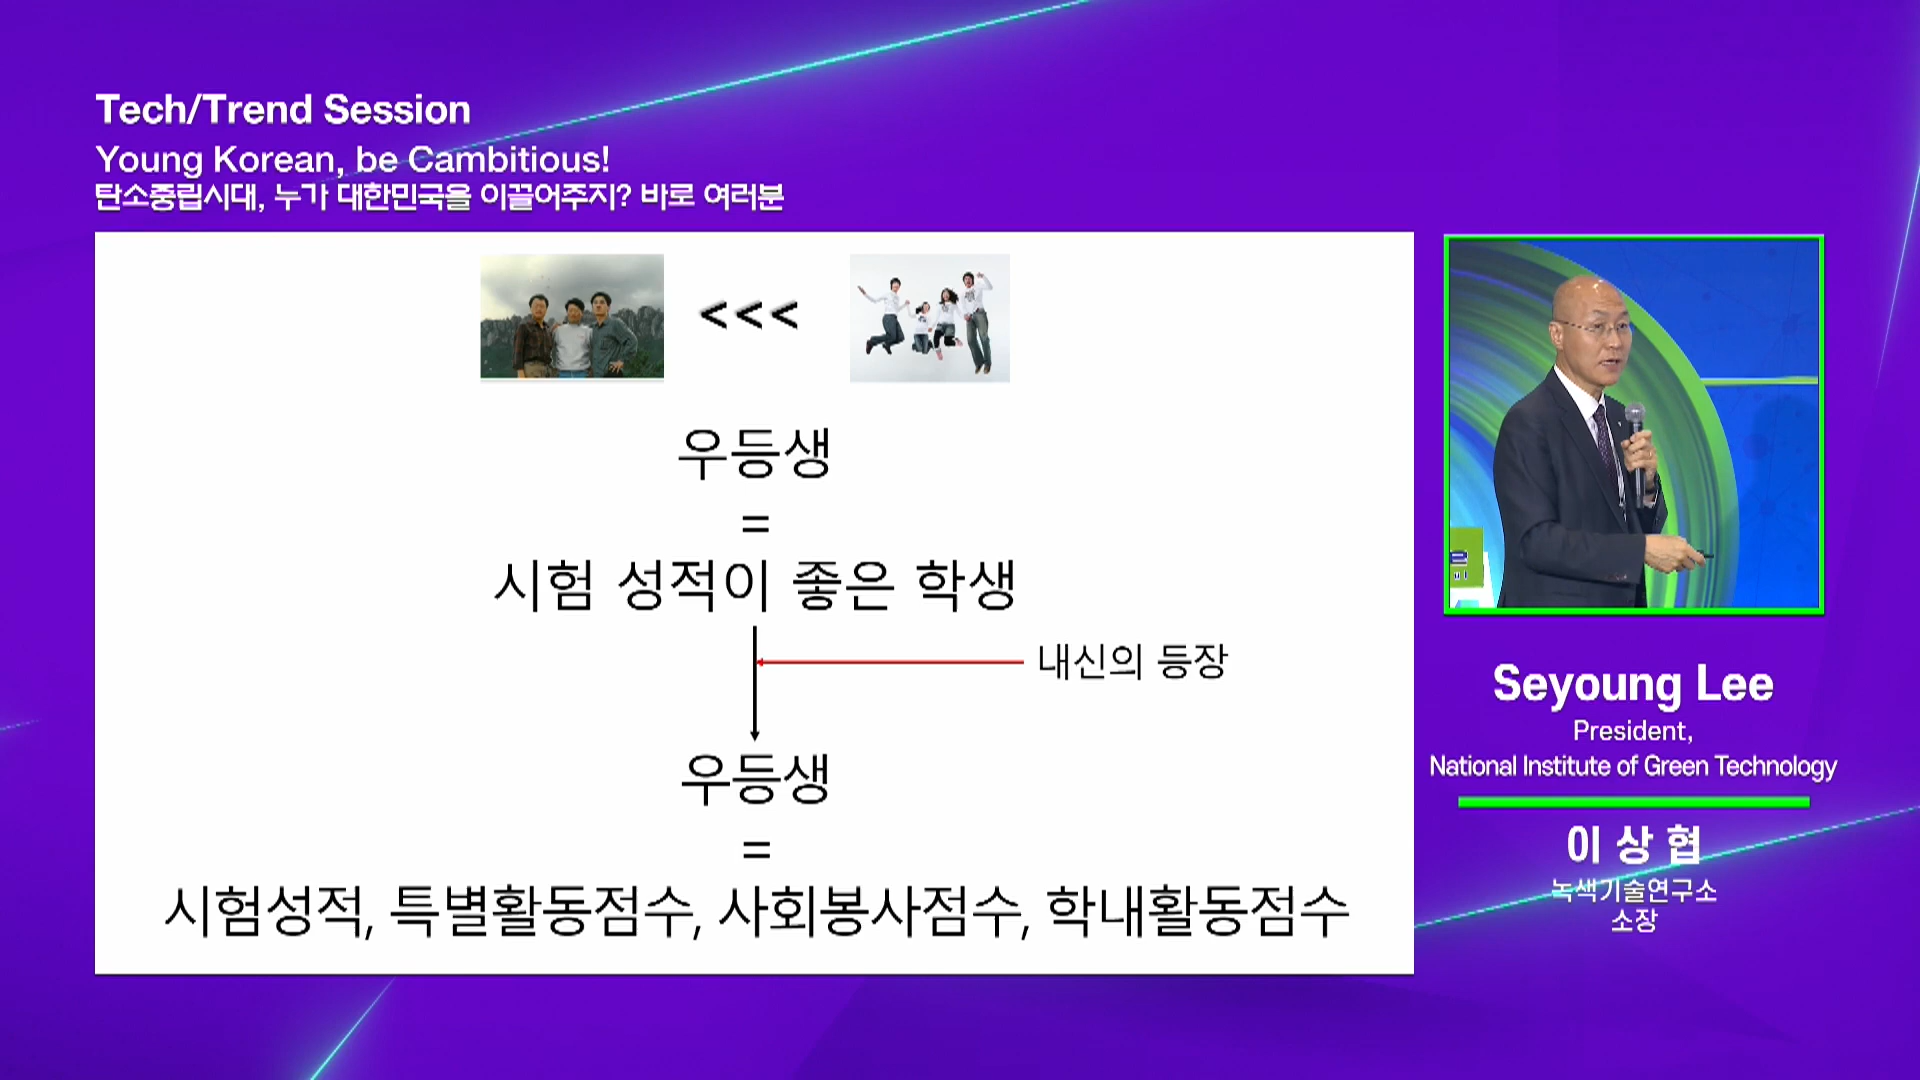 Tech/Trend Session
Young Korean, be Cambitious!
탄소중립시대, 누가 대한민국을 이끌어주지? 바로 여러분
<<<
우등생
=
시험 성적이 좋은 학생
내신의 등장
우등생
=
시험성적, 특별활동점수, 사회봉사점수, 학내활동점수
Seyoung Lee
President,
National Institute of Green Technology
이상협
녹색기술연구소
소장